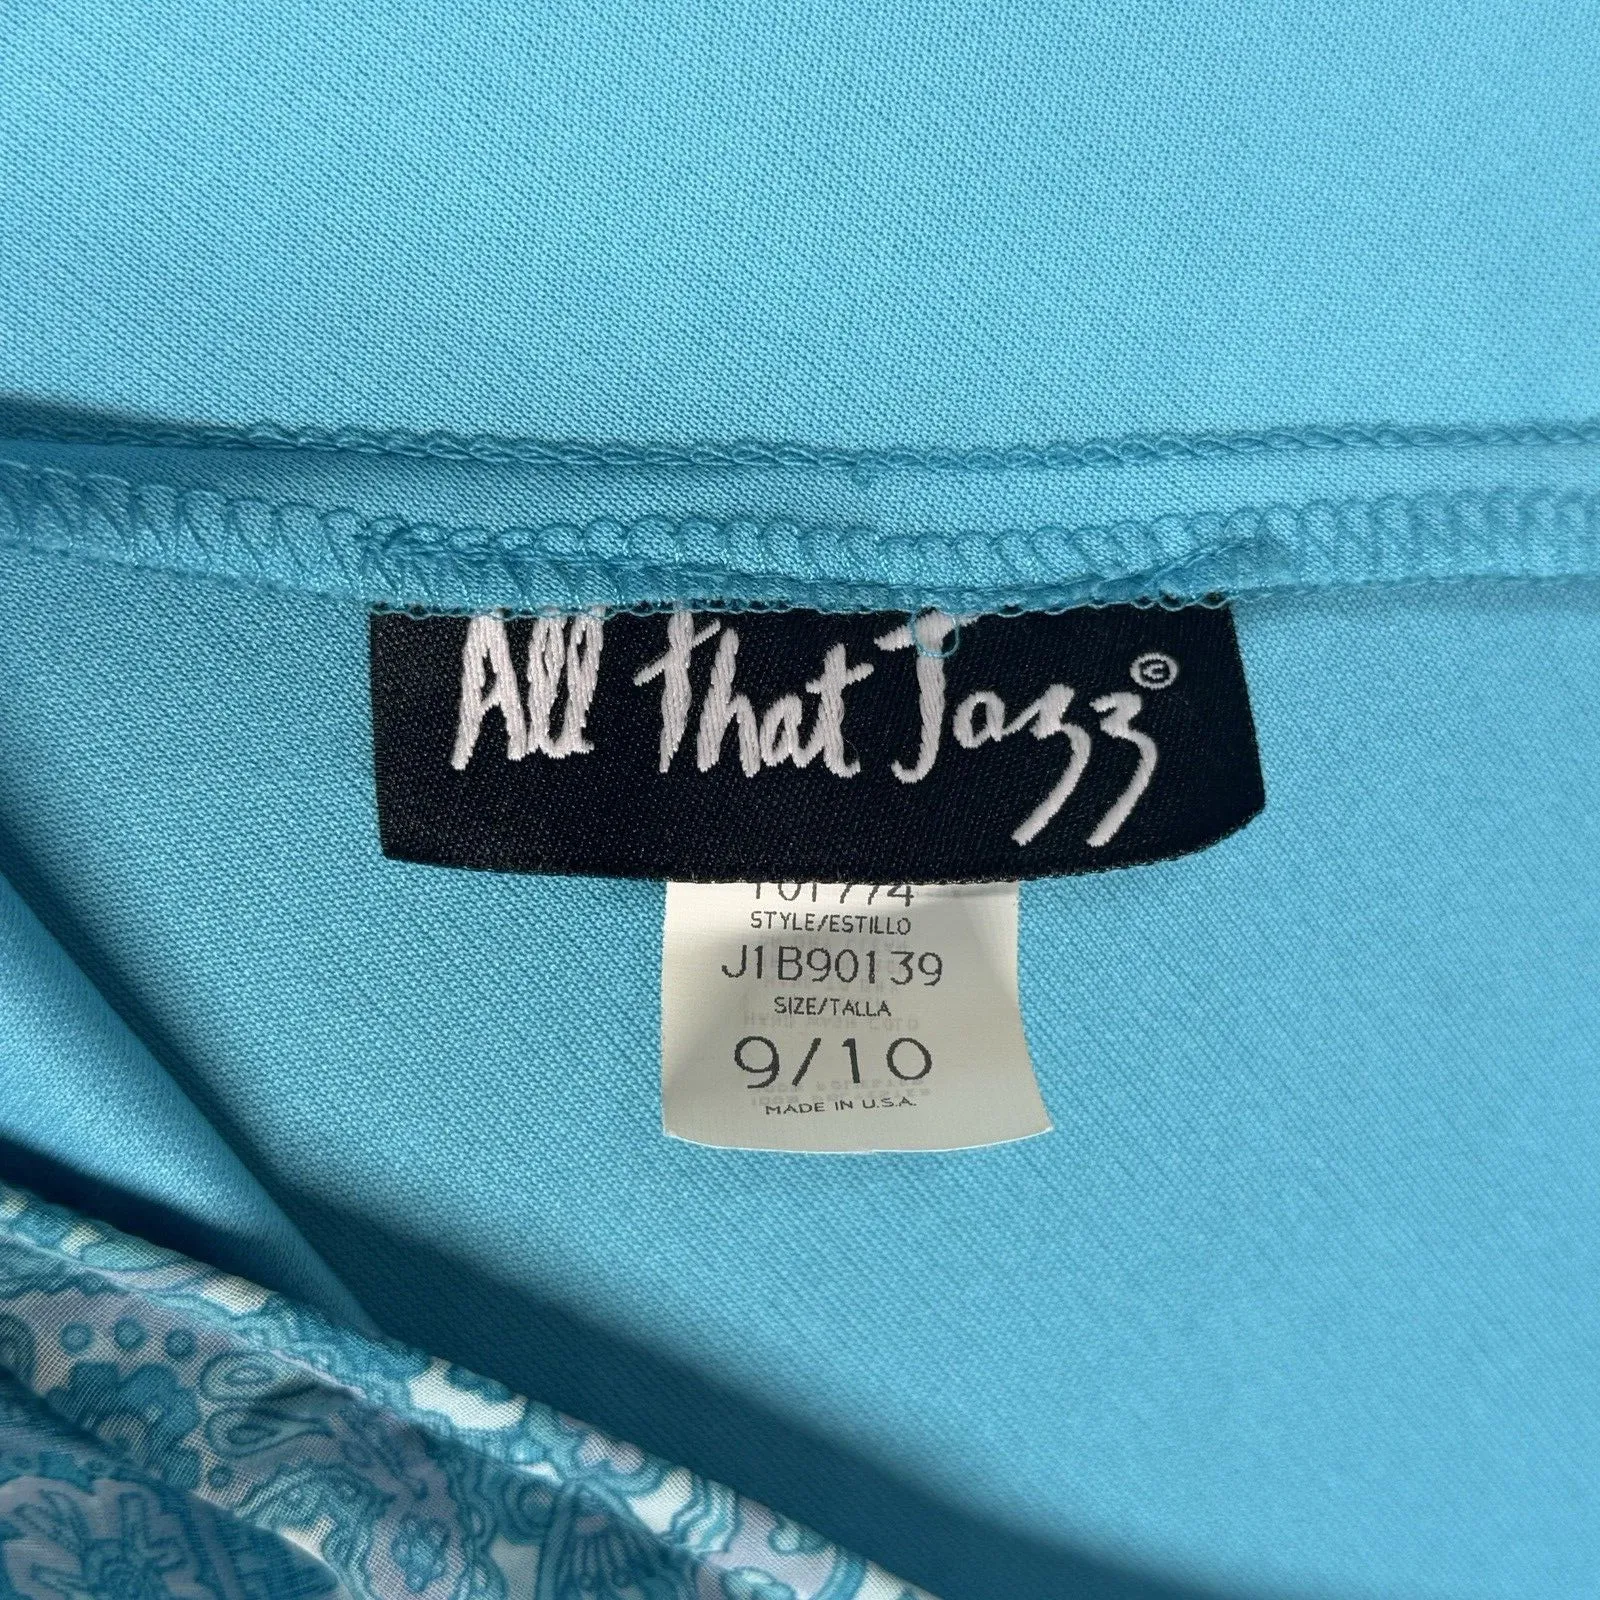 All That Jazz©
STYLE/ESTILLO
J1B90139
SIZE/TALLA
9/10
MADE IN U.S.A.